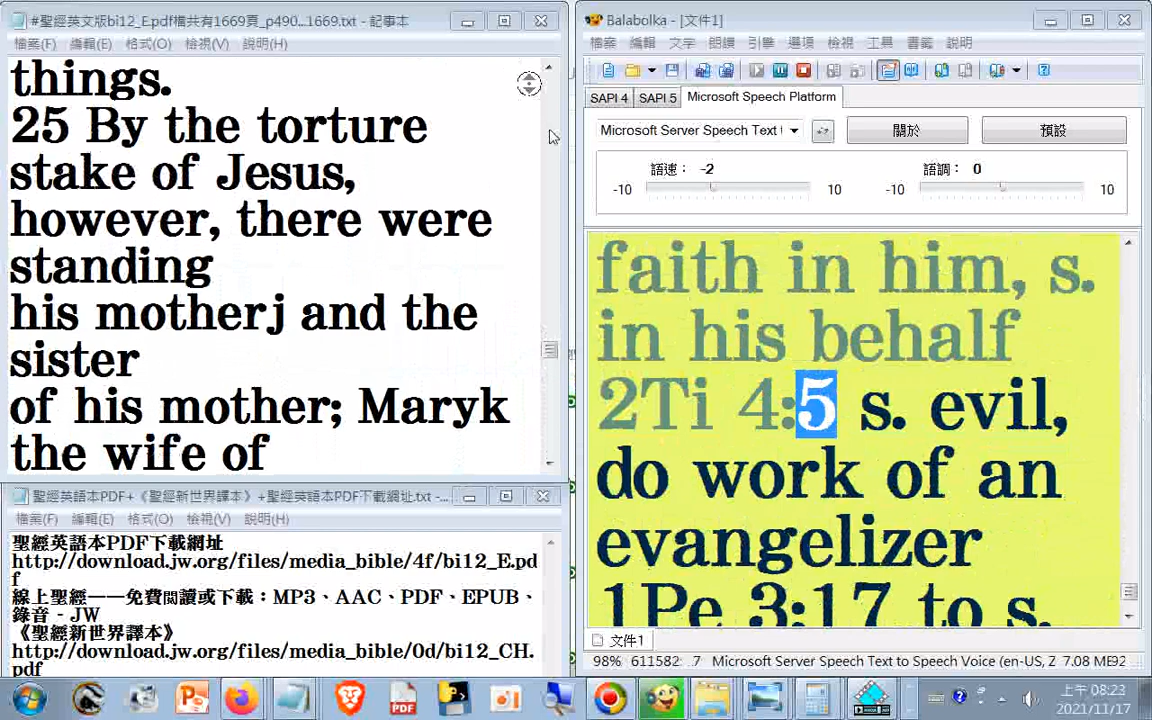 #聖經英文版bi12_E.pdf檔共有1669頁_p490...1669.txt - 記事本
檔案(F) 編輯(E) 格式(O) 檢視(V) 說明(H)
things.
25 By the torture
stake of Jesus,
however, there were
standing
his motherj and the
sister
of his mother; Maryk
the wife of
聖經英語本PDF+《聖經新世界譯本》+聖經英語本PDF下載網址.txt -...
檔案(F) 編輯(E) 格式(O) 檢視(V) 說明(H)
聖經英語本PDF下載網址
http://download.jw.org/files/media_bible/4f/bi12_E.pd
f
線上聖經——免費閱讀或下載：MP3、AAC、PDF、EPUB、
錄音 - JW
《聖經新世界譯本》
http://download.jw.org/files/media_bible/0d/bi12_CH.
pdf
Balabolka - [文件1]
檔案 編輯 文字 朗讀 引擎 選項 檢視 工具 書籤 說明
SAPI 4 SAPI 5 Microsoft Speech Platform
Microsoft Server Speech Text 關於 預設
語速： -2 語調： 0
-10 10 -10 10
faith in him, s.
in his behalf
2Ti 4:5 s. evil,
do work of an
evangelizer
1Pe 3:17 to s.
文件1
98% 611582: .7 Microsoft Server Speech Text to Speech Voice (en-US, Z 7.08 ME92
PDF
上午 08:23
2021/11/17